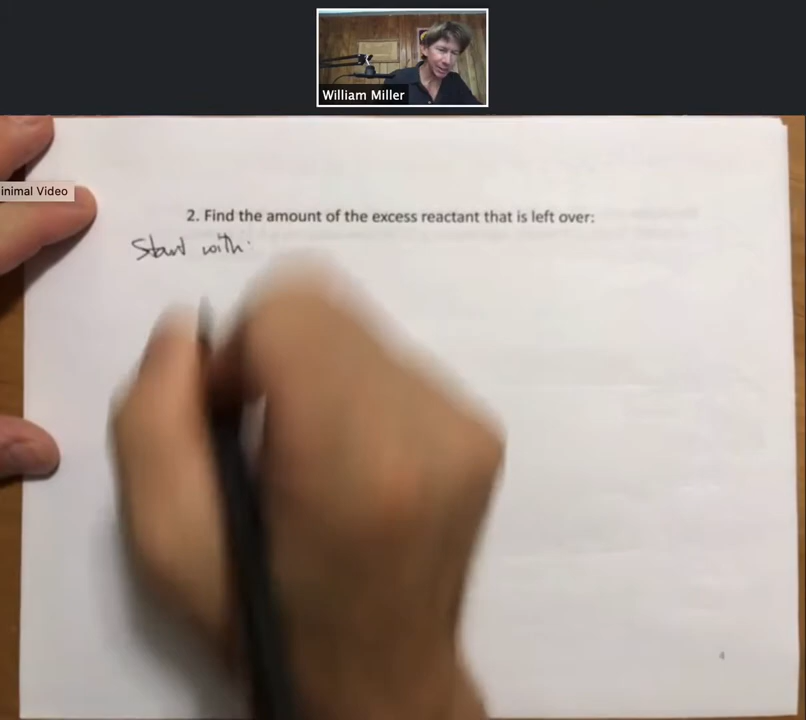 William Miller
inimal Video
2. Find the amount of the excess reactant that is left over:
Start with:
4